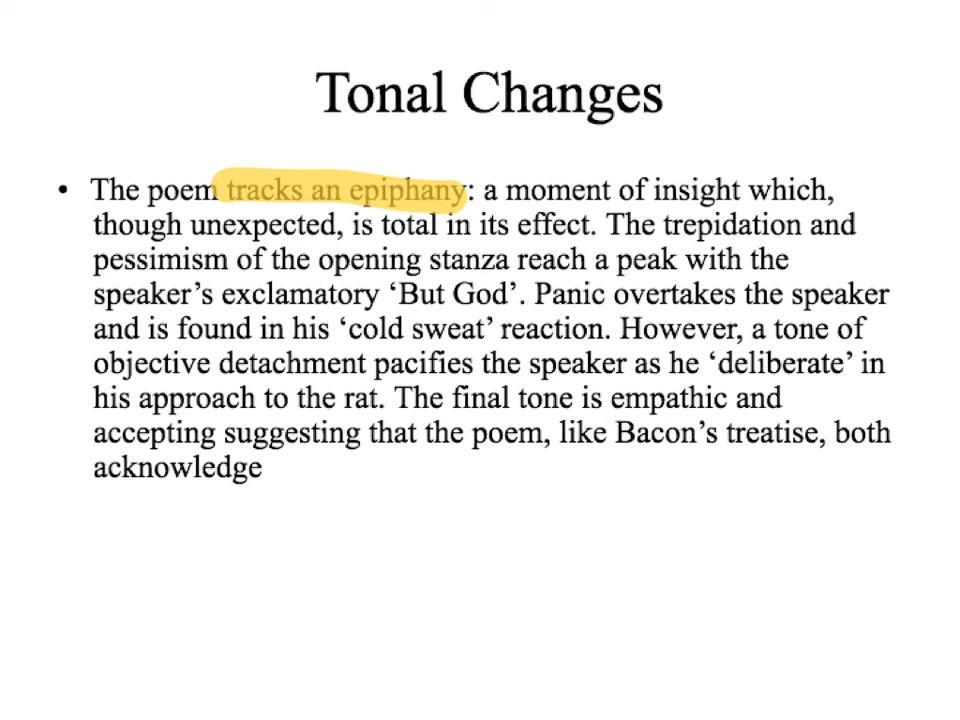 Tonal Changes
• The poem tracks an epiphany: a moment of insight which,
though unexpected, is total in its effect. The trepidation and
pessimism of the opening stanza reach a peak with the
speaker’s exclamatory ‘But God’. Panic overtakes the speaker
and is found in his ‘cold sweat’ reaction. However, a tone of
objective detachment pacifies the speaker as he ‘deliberate’ in
his approach to the rat. The final tone is empathic and
accepting suggesting that the poem, like Bacon’s treatise, both
acknowledge